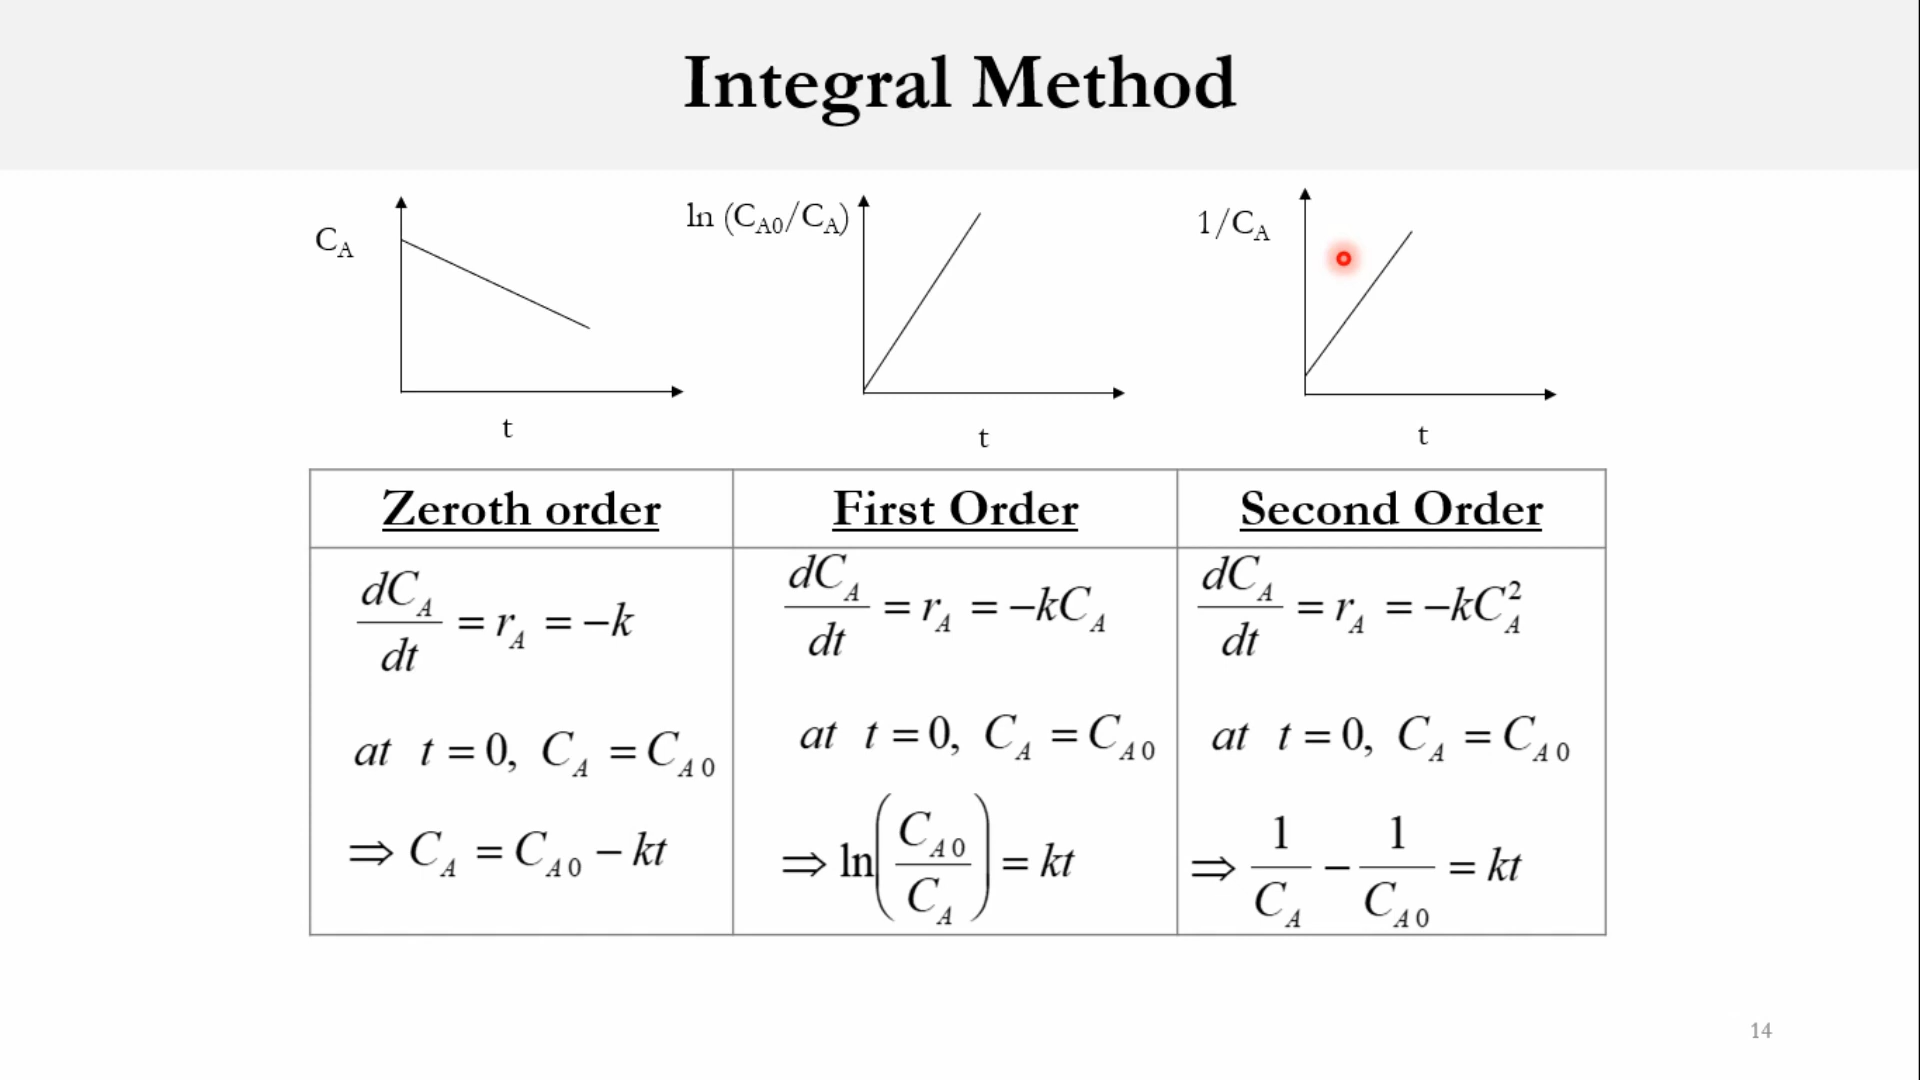 Integral Method
C_A
t
ln (C_A0/C_A)
t
1/C_A
t
Zeroth order
dC_A/dt = r_A = −k
at t = 0, C_A = C_A0
⇒ C_A = C_A0 − kt
First Order
dC_A/dt = r_A = −kC_A
at t = 0, C_A = C_A0
⇒ ln(C_A0/C_A) = kt
Second Order
dC_A/dt = r_A = −kC_A²
at t = 0, C_A = C_A0
⇒ 1/C_A − 1/C_A0 = kt
14